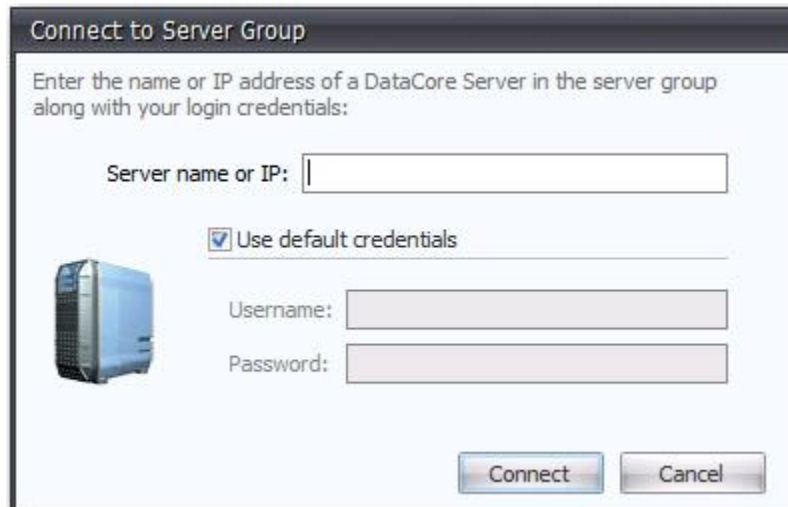 Connect to Server Group
Enter the name or IP address of a DataCore Server in the server group
along with your login credentials:
Server name or IP:
Use default credentials
Username:
Password:
Connect
Cancel